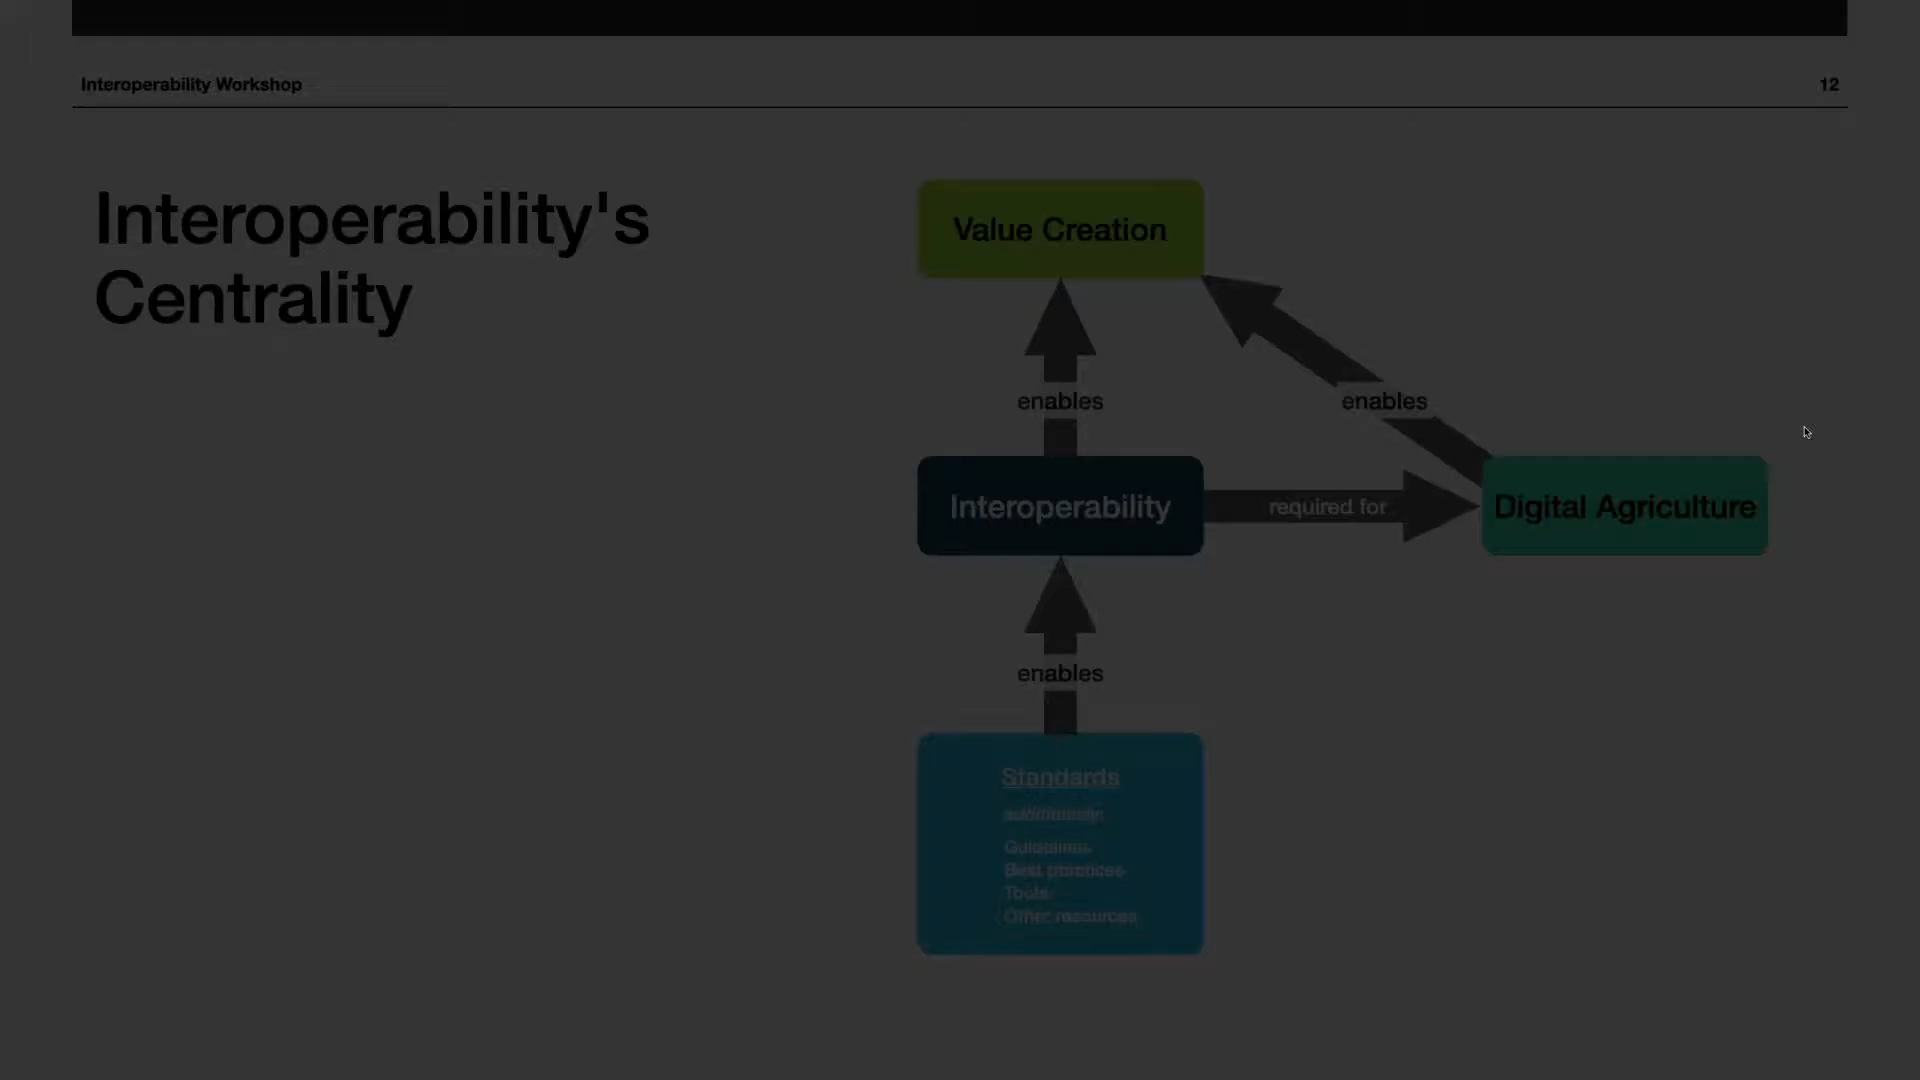 Interoperability Workshop
12
Interoperability's
Centrality
Value Creation
enables
enables
Interoperability
required for
Digital Agriculture
enables
Standards
additionally:
Guidelines
Best practices
Tools
Other resources